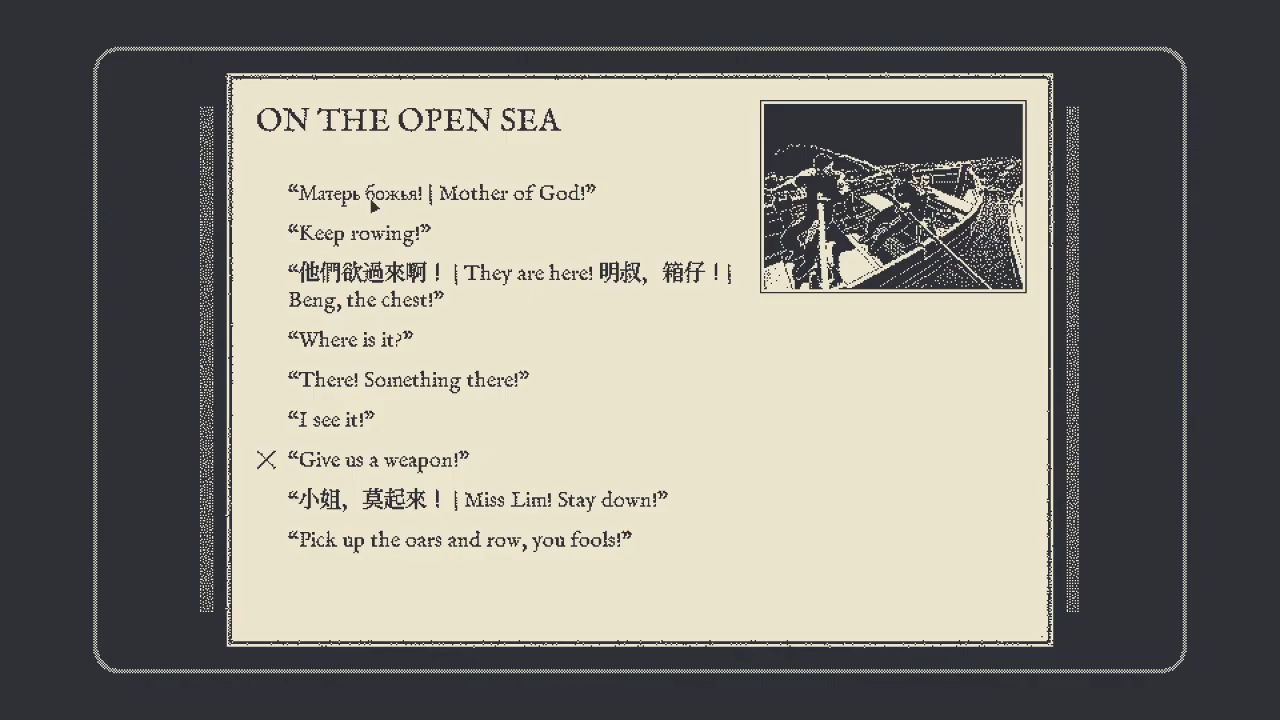 ON THE OPEN SEA
“Матерь божья! | Mother of God!”
“Keep rowing!”
“他們欲過來啊！ | They are here! 明叔，箱仔！ |
Beng, the chest!”
“Where is it?”
“There! Something there!”
“I see it!”
“Give us a weapon!”
“小姐，莫起來！ | Miss Lim! Stay down!”
“Pick up the oars and row, you fools!”